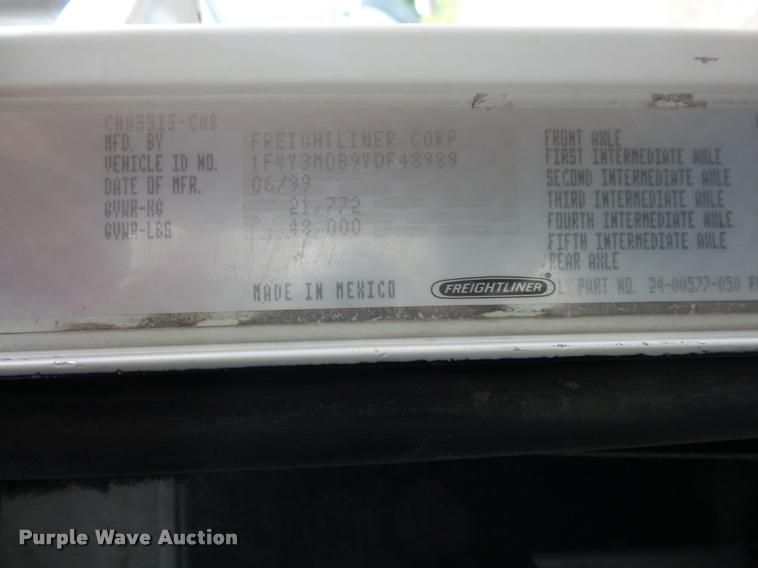 CHASSIS-CAB
MFD. BY FREIGHTLINER CORP.
VEHICLE ID NO. 1FVY3MDB9YDF48989
DATE OF MFR. 06/99
GVWR-KG 21,772
GVWR-LBS 48,000
FRONT AXLE
FIRST INTERMEDIATE AXLE
SECOND INTERMEDIATE AXLE
THIRD INTERMEDIATE AXLE
FOURTH INTERMEDIATE AXLE
FIFTH INTERMEDIATE AXLE
REAR AXLE
MADE IN MEXICO FREIGHTLINER PART NO. 24-00577-050
Purple Wave Auction